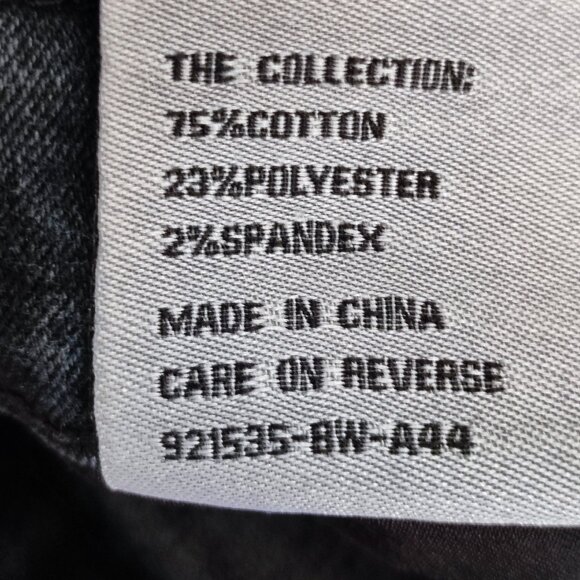 THE COLLECTION:
75%COTTON
23%POLYESTER
2%SPANDEX
MADE IN CHINA
CARE ON REVERSE
921535-BW-A44